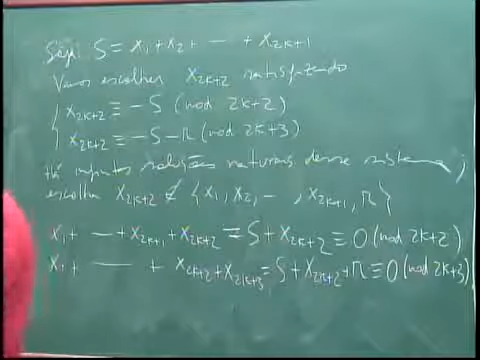 Seja S = x₁ + x₂ + ··· + x₂ₖ₊₁
Vamos escolher x₂ₖ₊₂ satisfazendo
{ x₂ₖ₊₂ ≡ -S (mod 2k+2)
{ x₂ₖ₊₂ ≡ -S-n (mod 2k+3)
Há infinitas soluções naturais desse sistema;
escolha x₂ₖ₊₂ ∉ {x₁, x₂, ···, x₂ₖ₊₁, n}
x₁ + ··· + x₂ₖ₊₁ + x₂ₖ₊₂ = S + x₂ₖ₊₂ ≡ 0 (mod 2k+2)
x₁ + ··· + x₂ₖ₊₂ + x₂ₖ₊₃ = S + x₂ₖ₊₂ + n ≡ 0 (mod 2k+3)